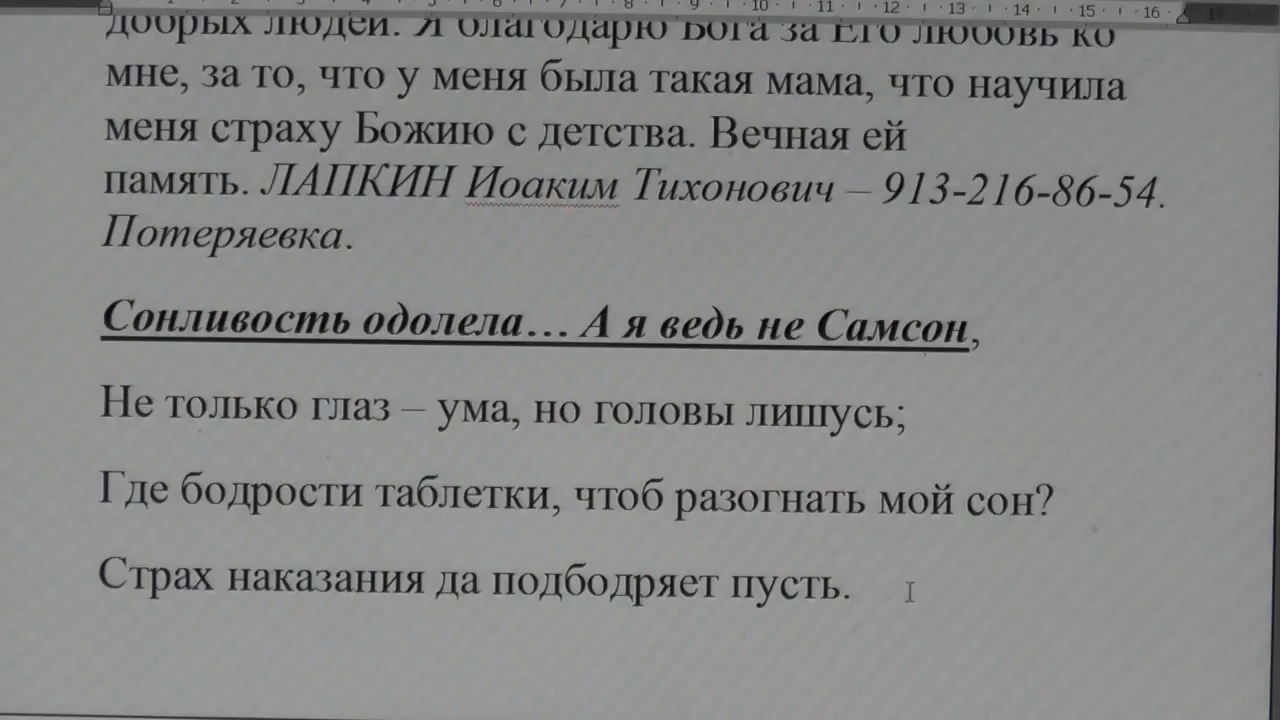 добрых людей. Я благодарю Бога за Его любовь ко
мне, за то, что у меня была такая мама, что научила
меня страху Божию с детства. Вечная ей
память. ЛАПКИН Иоаким Тихонович – 913-216-86-54.
Потеряевка.
Сонливость одолела… А я ведь не Самсон,
Не только глаз – ума, но головы лишусь;
Где бодрости таблетки, чтоб разогнать мой сон?
Страх наказания да подбодряет пусть.